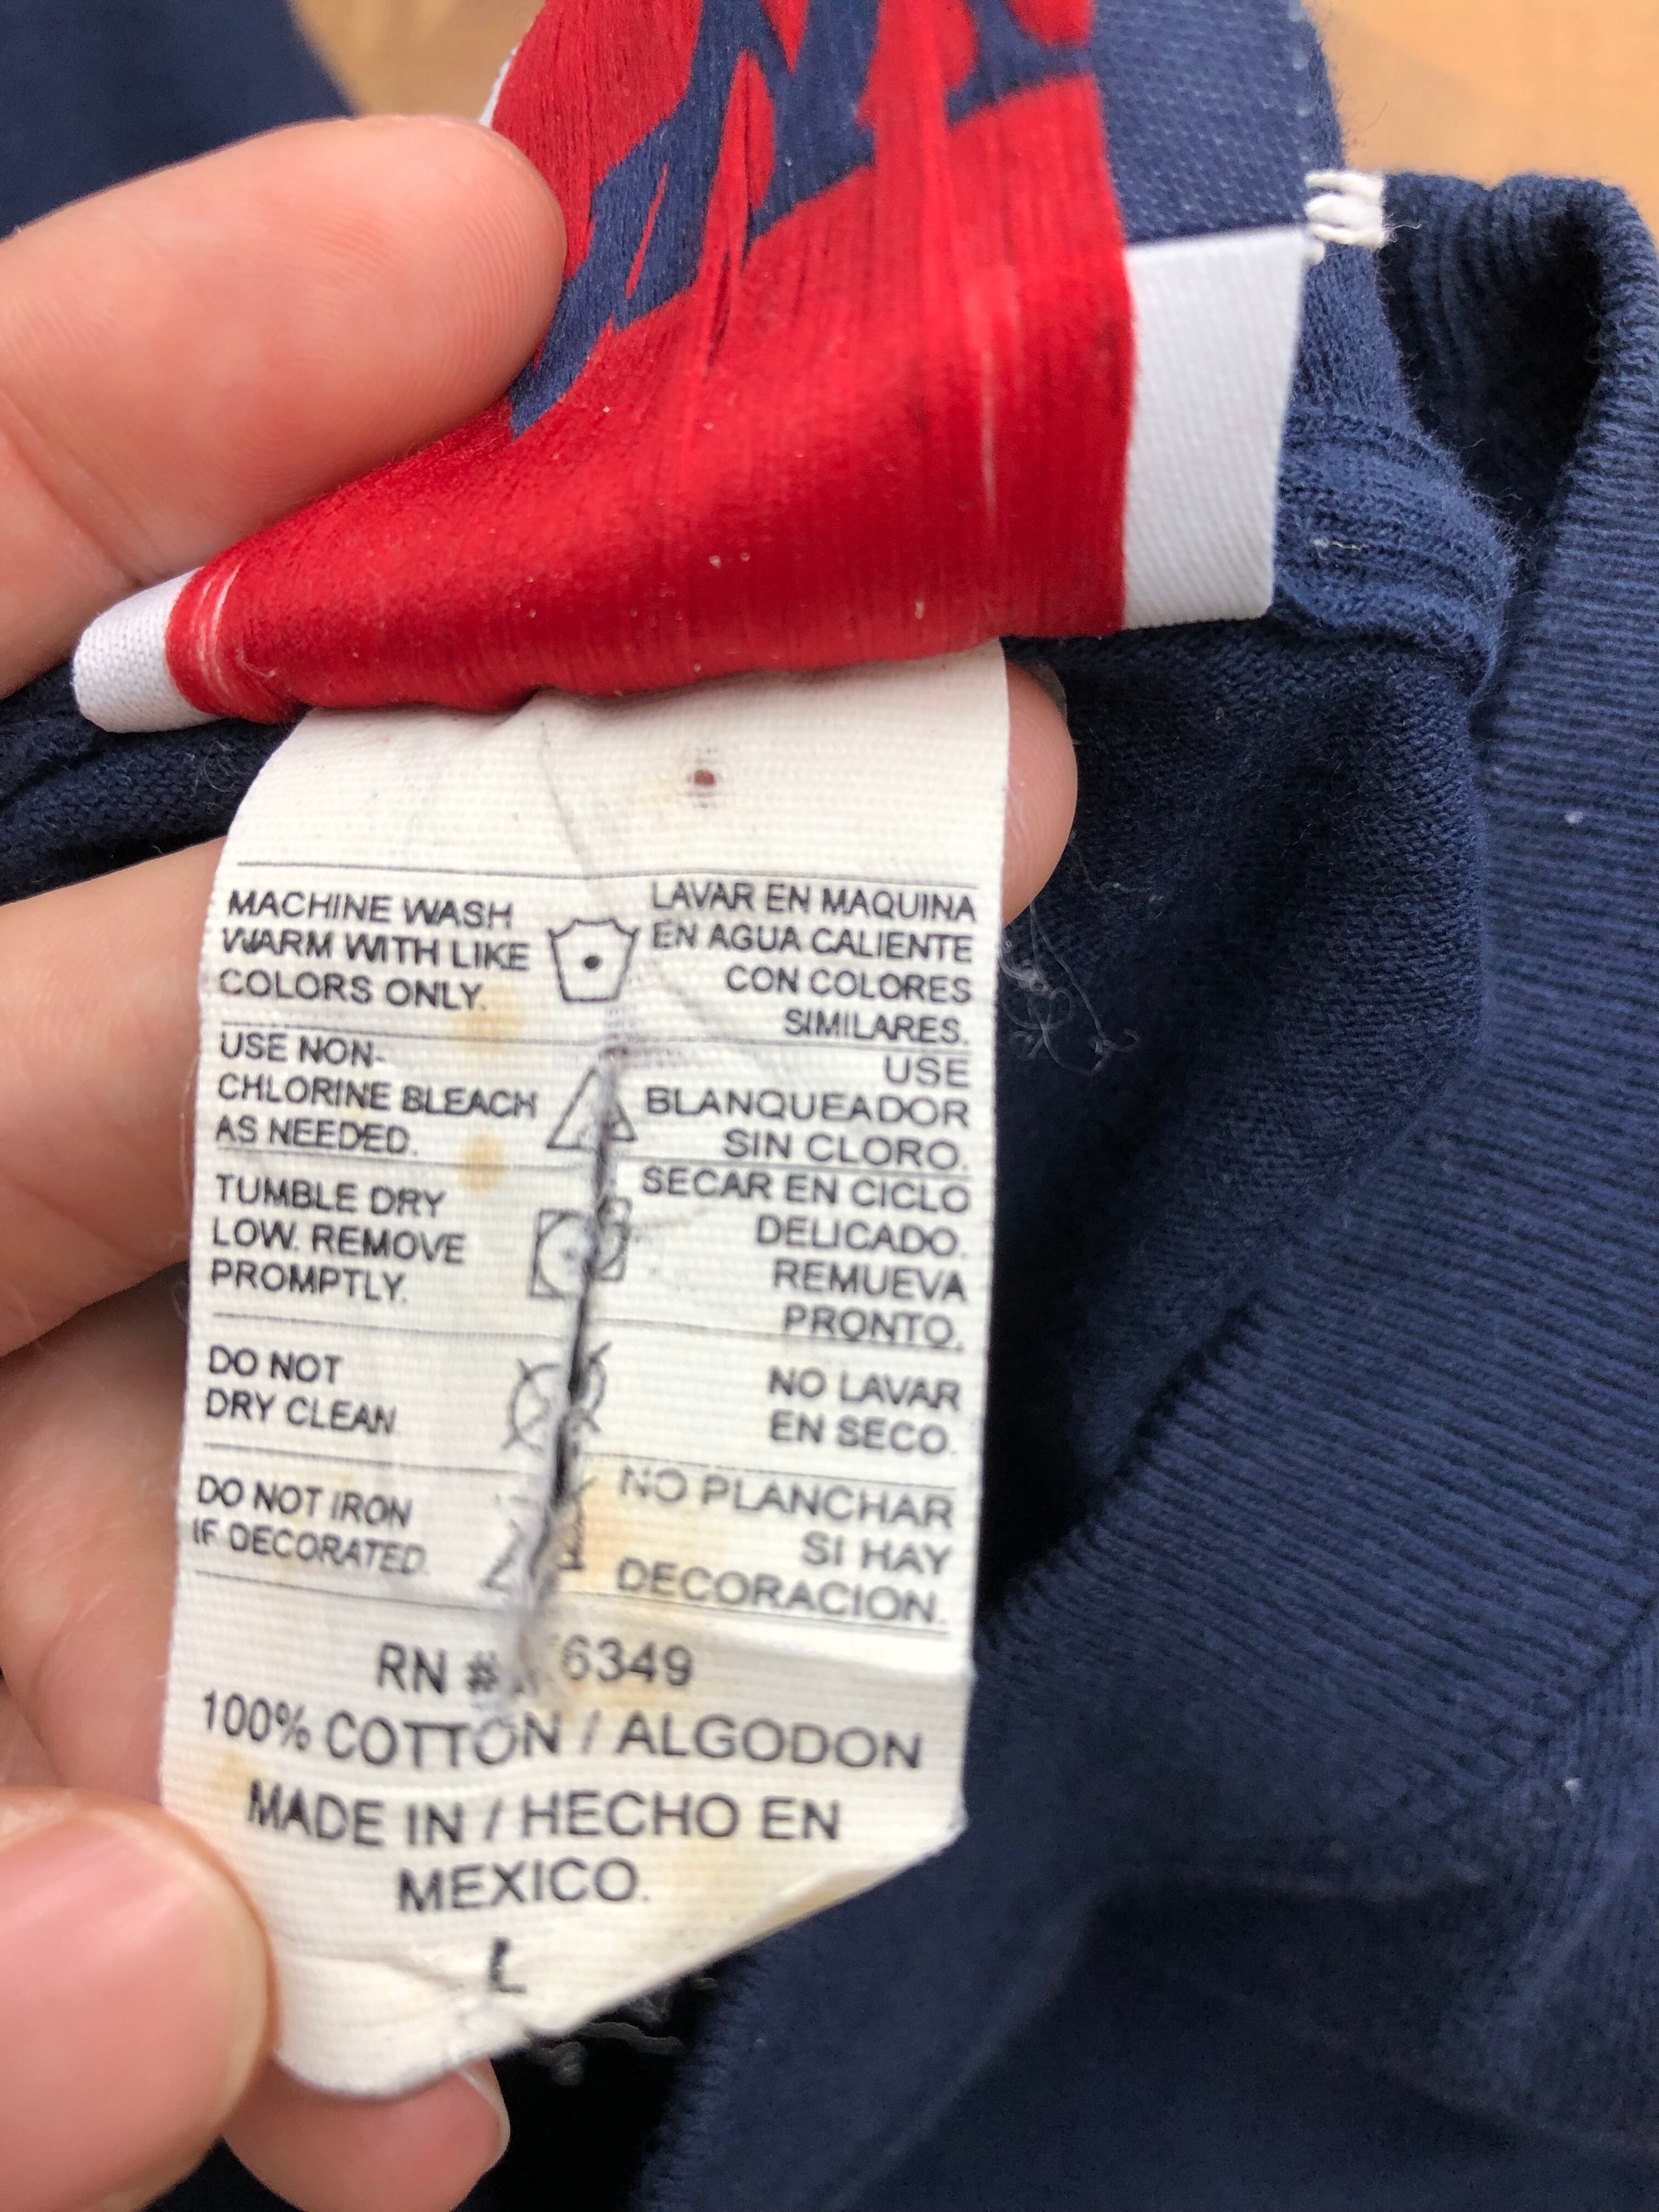 MACHINE WASH
WARM WITH LIKE
COLORS ONLY.
LAVAR EN MAQUINA
EN AGUA CALIENTE
CON COLORES
SIMILARES.
USE NON-
CHLORINE BLEACH
AS NEEDED.
USE
BLANQUEADOR
SIN CLORO.
TUMBLE DRY
LOW. REMOVE
PROMPTLY.
SECAR EN CICLO
DELICADO.
REMUEVA
PRONTO.
DO NOT
DRY CLEAN
NO LAVAR
EN SECO.
DO NOT IRON
IF DECORATED.
NO PLANCHAR
SI HAY
DECORACION.
RN #
100% COTTON / ALGODON
MADE IN / HECHO EN
MEXICO.
L